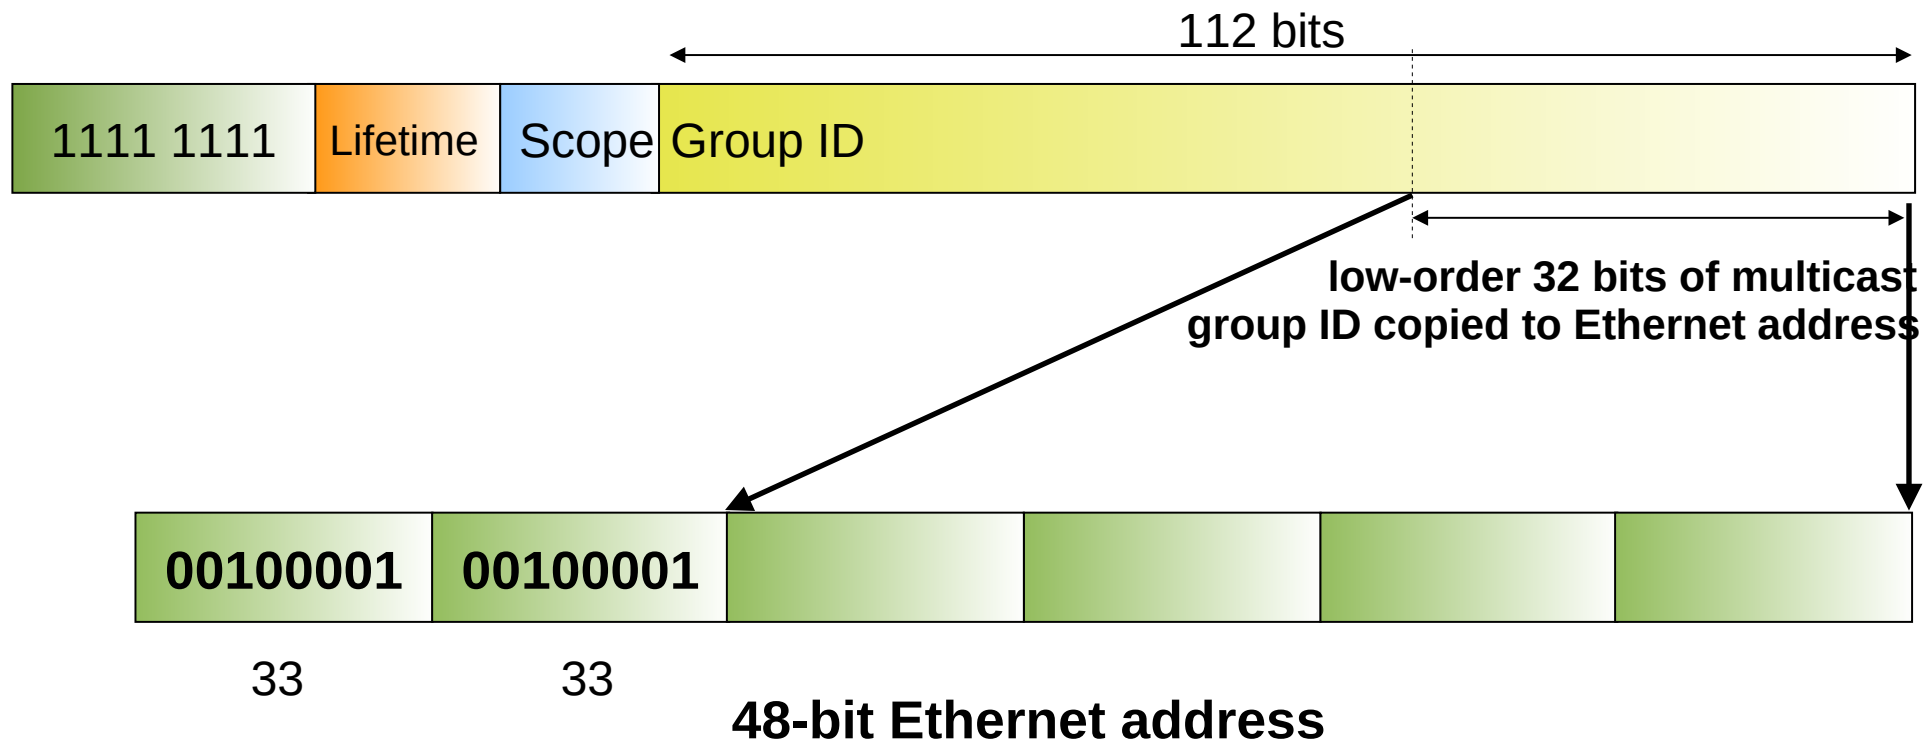 112 bits
1111 1111 Lifetime Scope Group ID
low-order 32 bits of multicast
group ID copied to Ethernet address
00100001 00100001
33 33
48-bit Ethernet address